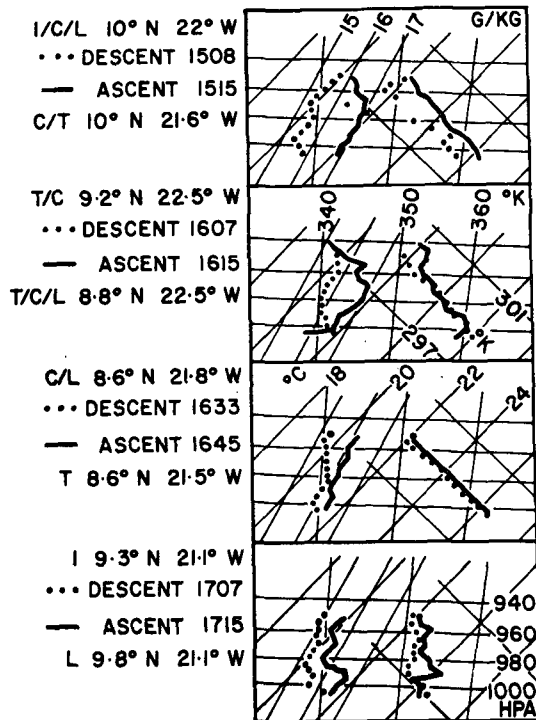 I/C/L 10° N 22° W
••• DESCENT 1508
— ASCENT 1515
C/T 10° N 21·6° W
15 16 17 G/KG
T/C 9·2° N 22·5° W
••• DESCENT 1607
— ASCENT 1615
T/C/L 8·8° N 22·5° W
340 350 360 °K
297 °K 301
C/L 8·6° N 21·8° W
••• DESCENT 1633
— ASCENT 1645
T 8·6° N 21·5° W
°C 18 20 22 24
I 9·3° N 21·1° W
••• DESCENT 1707
— ASCENT 1715
L 9·8° N 21·1° W
940
960
980
1000
HPA